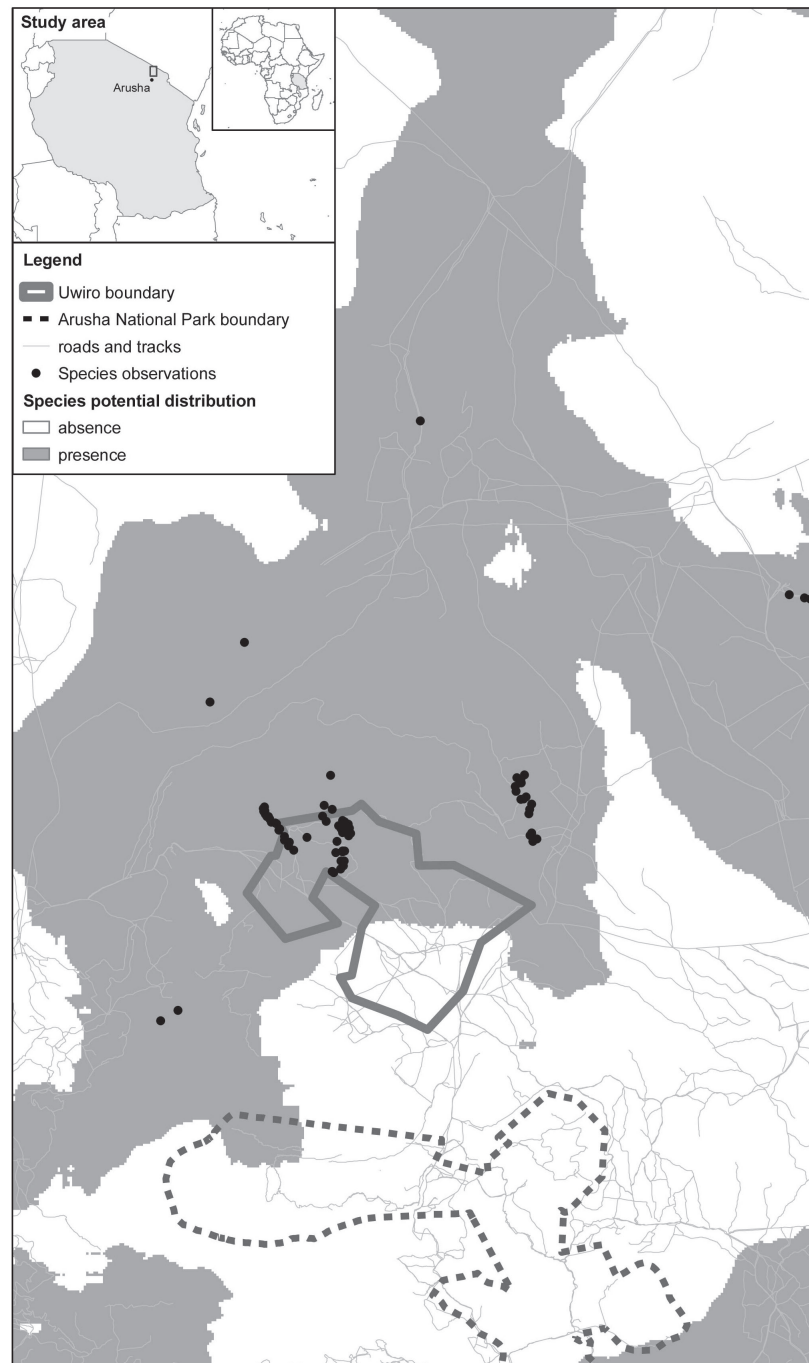 Study area
Arusha
Legend
Uwiro boundary
Arusha National Park boundary
roads and tracks
Species observations
Species potential distribution
absence
presence